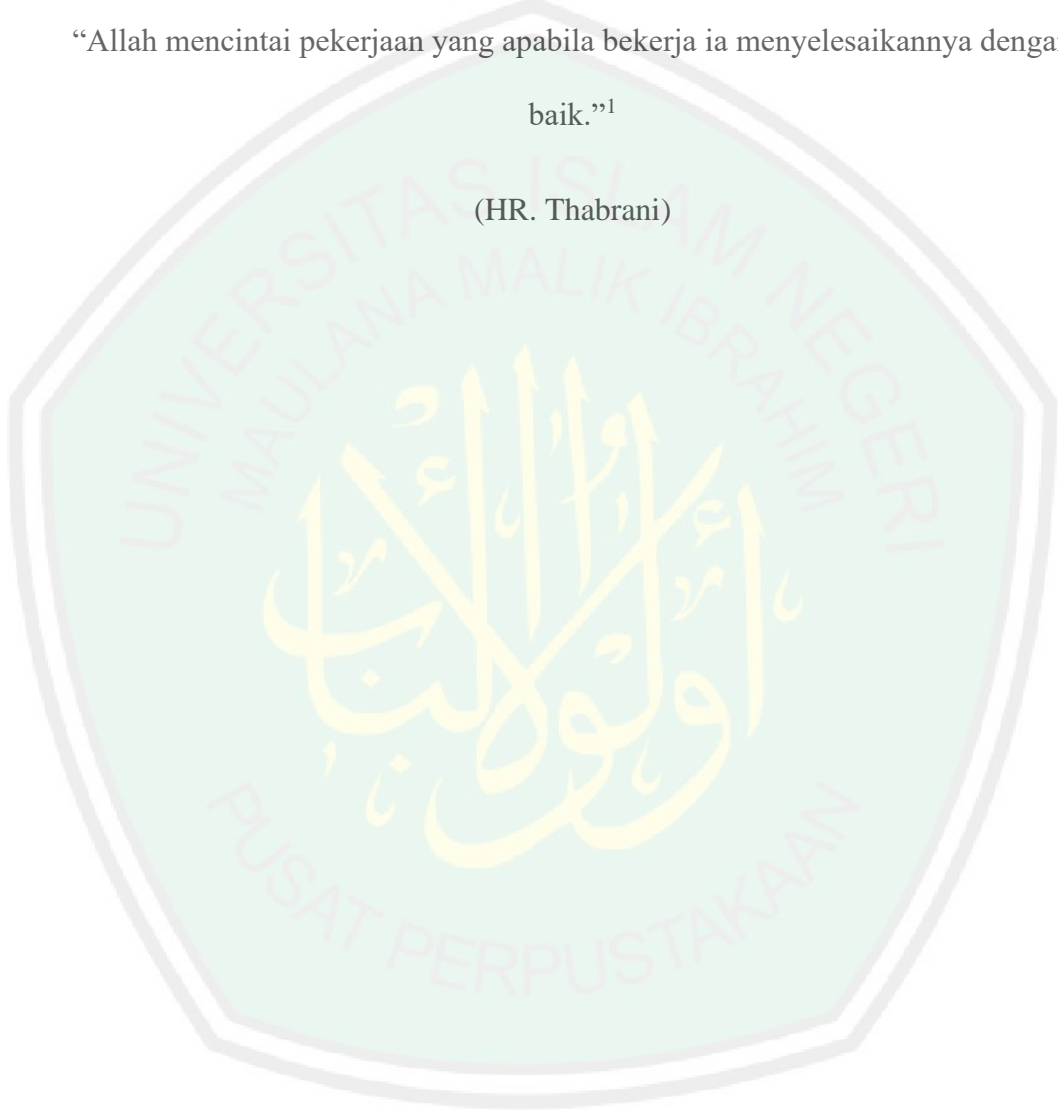 “Allah mencintai pekerjaan yang apabila bekerja ia menyelesaikannya dengan
baik.”¹
(HR. Thabrani)
UNIVERSITAS ISLAM NEGERI
MAULANA MALIK IBRAHIM
PUSAT PERPUSTAKAAN